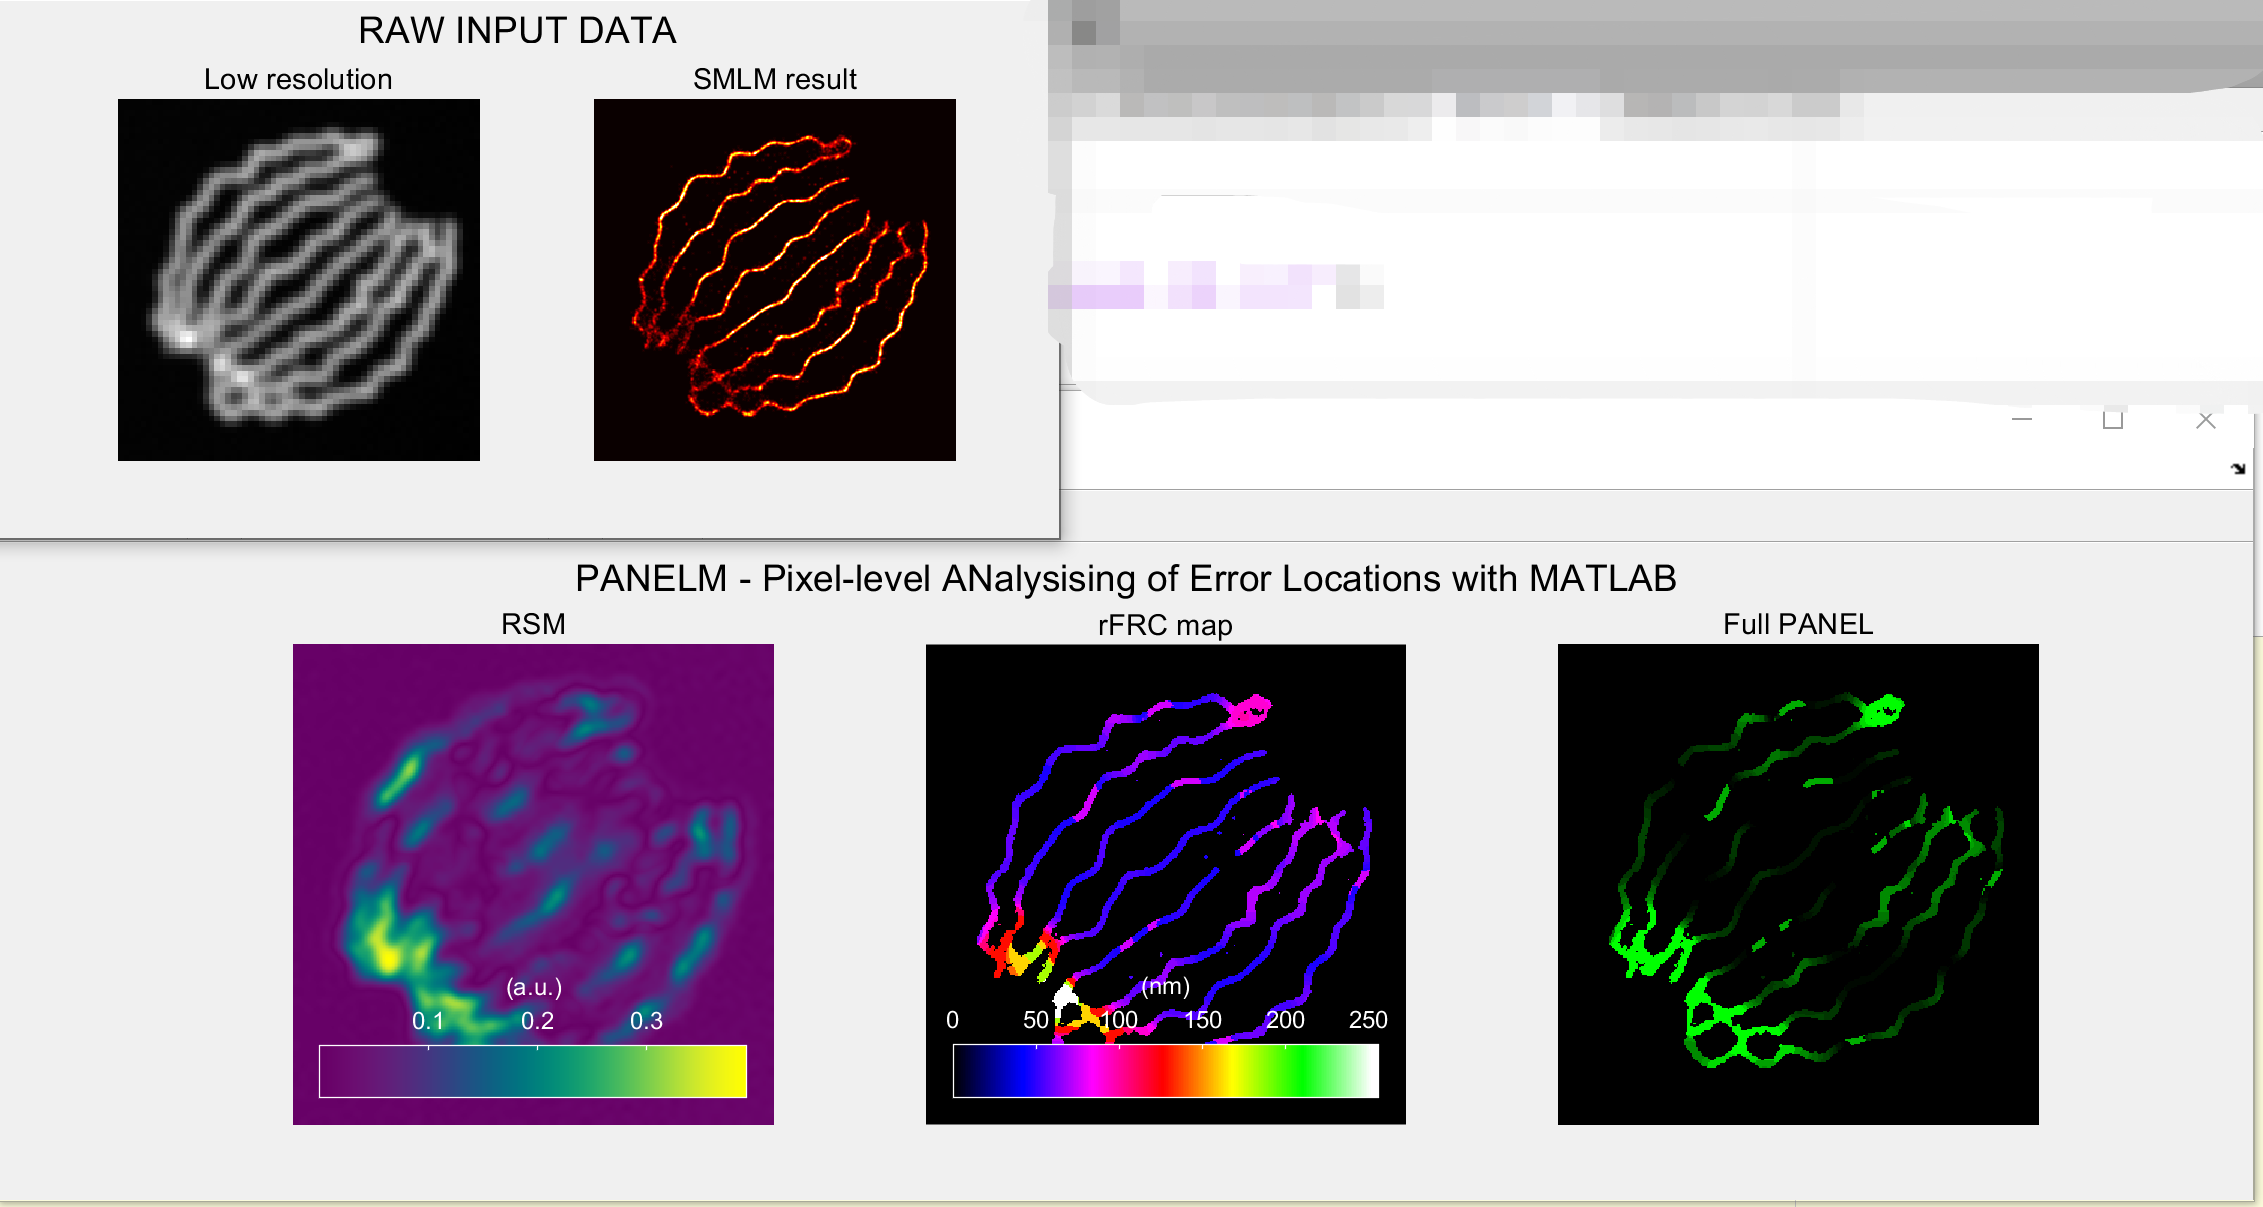 RAW INPUT DATA
Low resolution
SMLM result
PANELM - Pixel-level ANalysising of Error Locations with MATLAB
RSM
rFRC map
Full PANEL
(a.u.)
0.1 0.2 0.3
(nm)
0 50 100 150 200 250